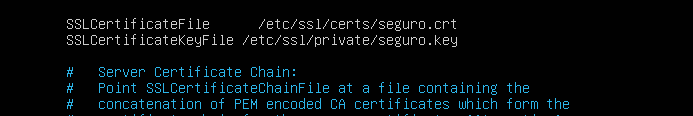 SSLCertificateFile      /etc/ssl/certs/seguro.crt
SSLCertificateKeyFile /etc/ssl/private/seguro.key
#   Server Certificate Chain:
#   Point SSLCertificateChainFile at a file containing the
#   concatenation of PEM encoded CA certificates which form the